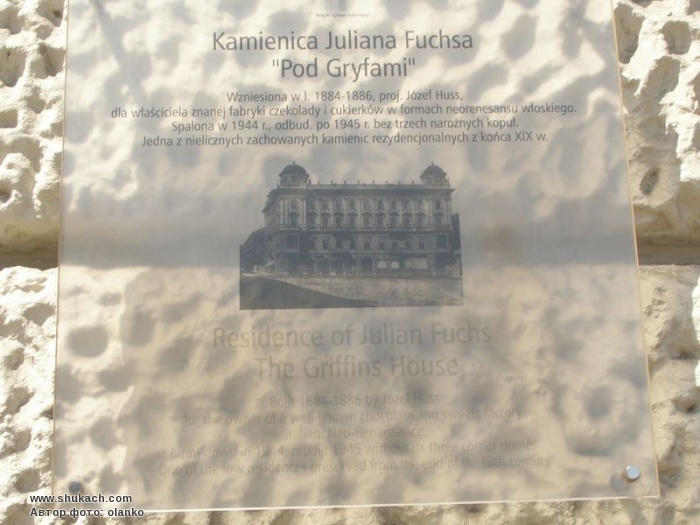 Kamienica Juliana Fuchsa
"Pod Gryfami"
Wzniesiona w l. 1884-1886, proj. Józef Huss,
dla właściciela znanej fabryki czekolady i cukierków w formach neorenesansu włoskiego.
Spalona w 1944 r., odbud. po 1945 r. bez trzech narożnych kopuł.
Jedna z nielicznych zachowanych kamienic rezydencjonalnych z końca XIX w.
Residence of Julian Fuchs
The Griffins House
Built 1884-1886 by Józef Huss
for the owner of a well-known chocolate and sweets factory.
Italian Neo-Renaissance.
Burnt down in 1944, rebuilt 1945 without its three corner domes.
One of the few residences preserved from the end of the 19th century.
www.shukach.com
Автор фото: olanko